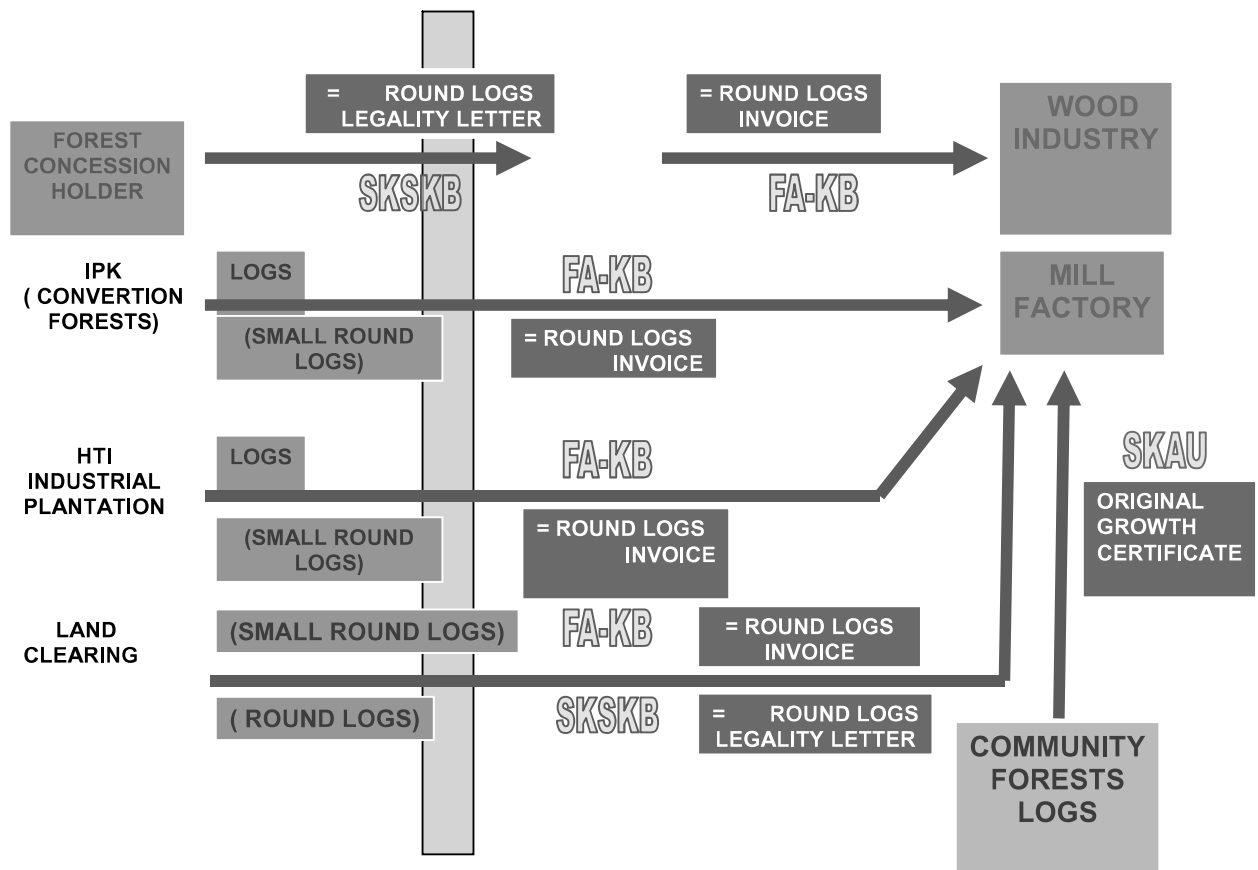 = ROUND LOGS
LEGALITY LETTER
= ROUND LOGS
INVOICE
WOOD
INDUSTRY
FOREST
CONCESSION
HOLDER
SKSKB
FA-KB
IPK
( CONVERTION
FORESTS)
LOGS
FA-KB
MILL
FACTORY
(SMALL ROUND
LOGS)
= ROUND LOGS
INVOICE
HTI
INDUSTRIAL
PLANTATION
LOGS
FA-KB
SKAU
ORIGINAL
GROWTH
CERTIFICATE
(SMALL ROUND
LOGS)
= ROUND LOGS
INVOICE
LAND
CLEARING
(SMALL ROUND LOGS)
FA-KB
= ROUND LOGS
INVOICE
( ROUND LOGS)
SKSKB
= ROUND LOGS
LEGALITY LETTER
COMMUNITY
FORESTS
LOGS